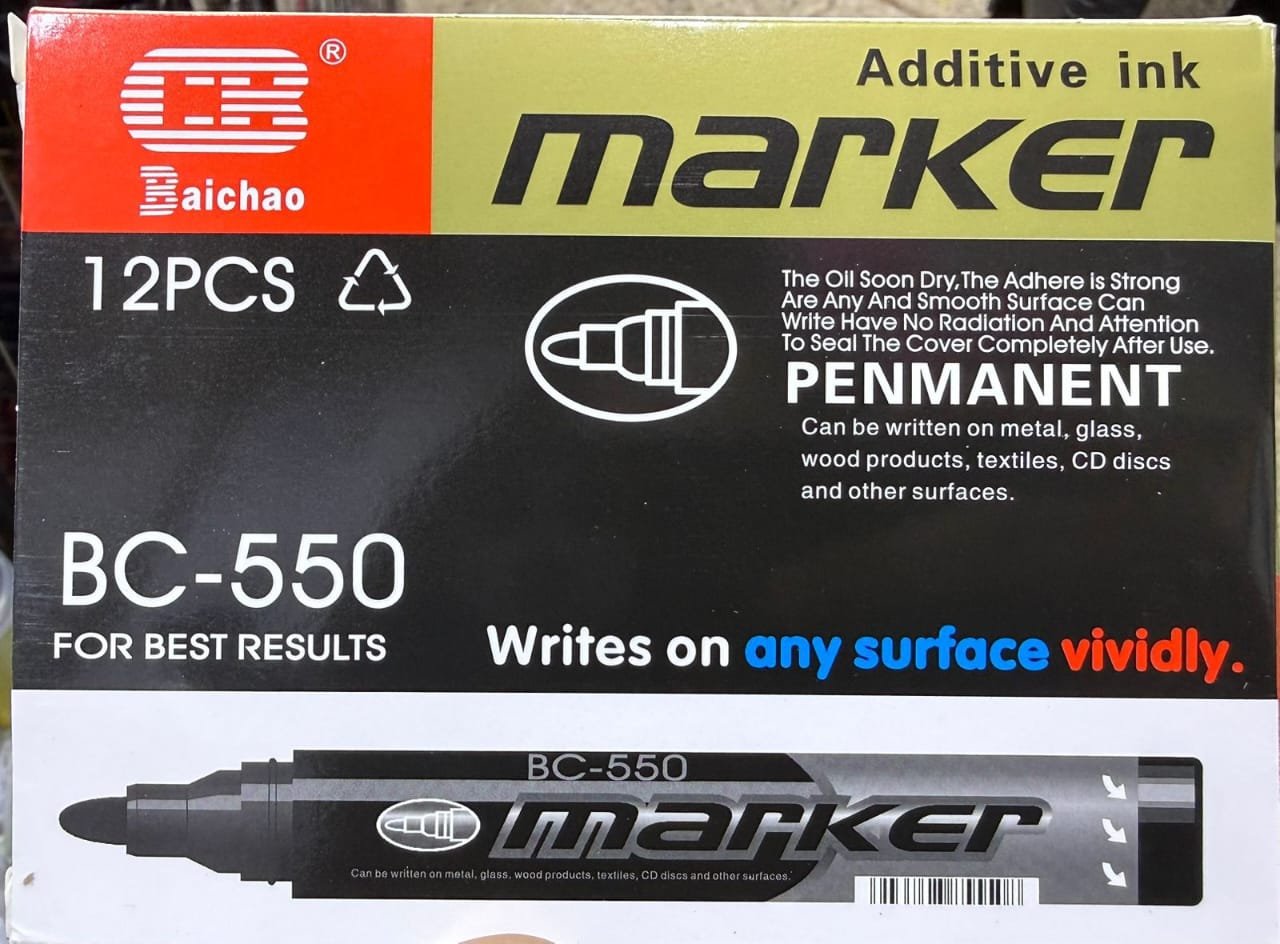 ®
Baichao
Additive ink
marker
12PCS
The Oil Soon Dry,The Adhere is Strong
Are Any And Smooth Surface Can
Write Have No Radiation And Attention
To Seal The Cover Completely After Use.
PENMANENT
Can be written on metal, glass,
wood products, textiles, CD discs
and other surfaces.
BC-550
FOR BEST RESULTS
Writes on any surface vividly.
BC-550
marker
Can be written on metal, glass, wood products, textiles, CD discs and other surfaces.